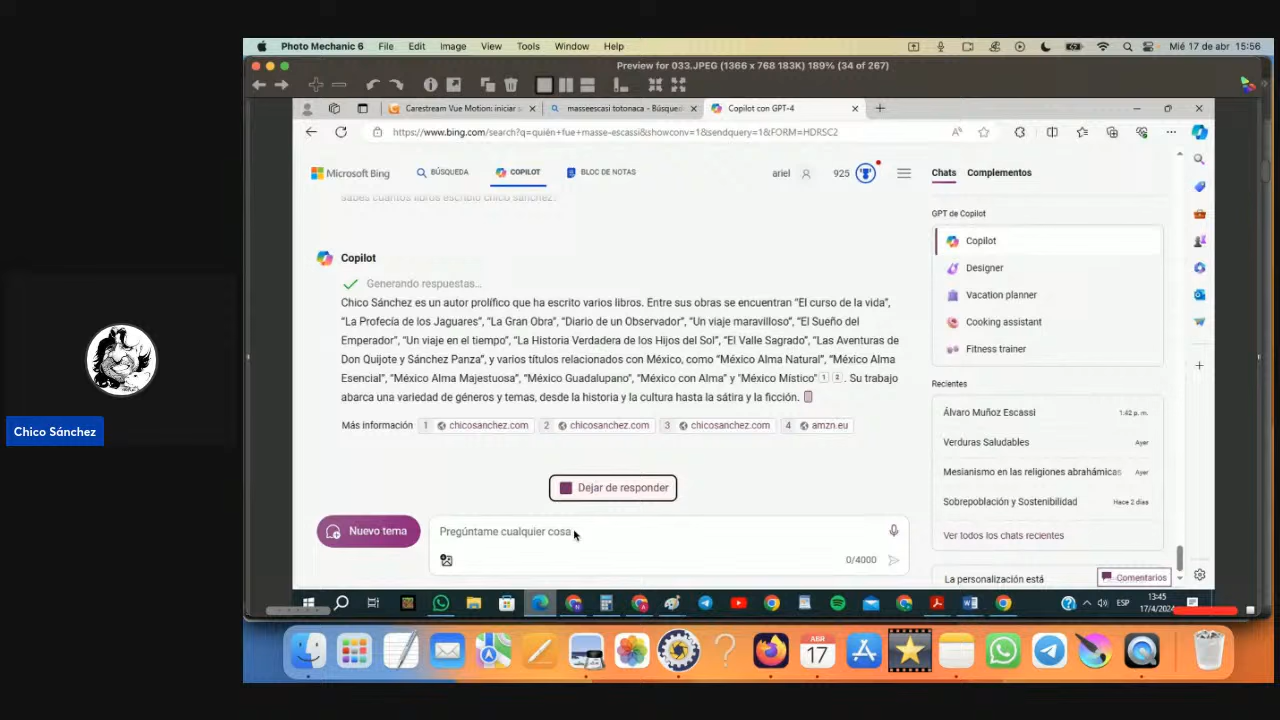 Photo Mechanic 6 File Edit Image View Tools Window Help Mié 17 de abr 15:56
Preview for 033.JPEG (1366 x 768 183K) 189% (34 of 267)
Carestream Vue Motion: iniciar s
masseescasi totonaca - Búsqued
Copilot con GPT-4
https://www.bing.com/search?q=quién+fue+masse-escassi&showconv=1&sendquery=1&FORM=HDRSC2
Microsoft Bing BÚSQUEDA COPILOT BLOC DE NOTAS ariel 925
Chats Complementos
sabes cuantos libros escribió chico sanchez?
Copilot
Generando respuestas...
Chico Sánchez es un autor prolífico que ha escrito varios libros. Entre sus obras se encuentran "El curso de la vida",
"La Profecía de los Jaguares", "La Gran Obra", "Diario de un Observador", "Un viaje maravilloso", "El Sueño del
Emperador", "Un viaje en el tiempo", "La Historia Verdadera de los Hijos del Sol", "El Valle Sagrado", "Las Aventuras de
Don Quijote y Sánchez Panza", y varios títulos relacionados con México, como "México Alma Natural", "México Alma
Esencial", "México Alma Majestuosa", "México Guadalupano", "México con Alma" y "México Místico" 1 2 . Su trabajo
abarca una variedad de géneros y temas, desde la historia y la cultura hasta la sátira y la ficción.
Más información 1 chicosanchez.com 2 chicosanchez.com 3 chicosanchez.com 4 amzn.eu
Dejar de responder
Nuevo tema
Pregúntame cualquier cosa
0/4000
GPT de Copilot
Copilot
Designer
Vacation planner
Cooking assistant
Fitness trainer
Recientes
Álvaro Muñoz Escassi 1:42 p. m.
Verduras Saludables Ayer
Mesianismo en las religiones abrahámicas Ayer
Sobrepoblación y Sostenibilidad Hace 2 días
Ver todos los chats recientes
La personalización está
Comentarios
ESP
13:45
17/4/2024
Chico Sánchez
ABR
17